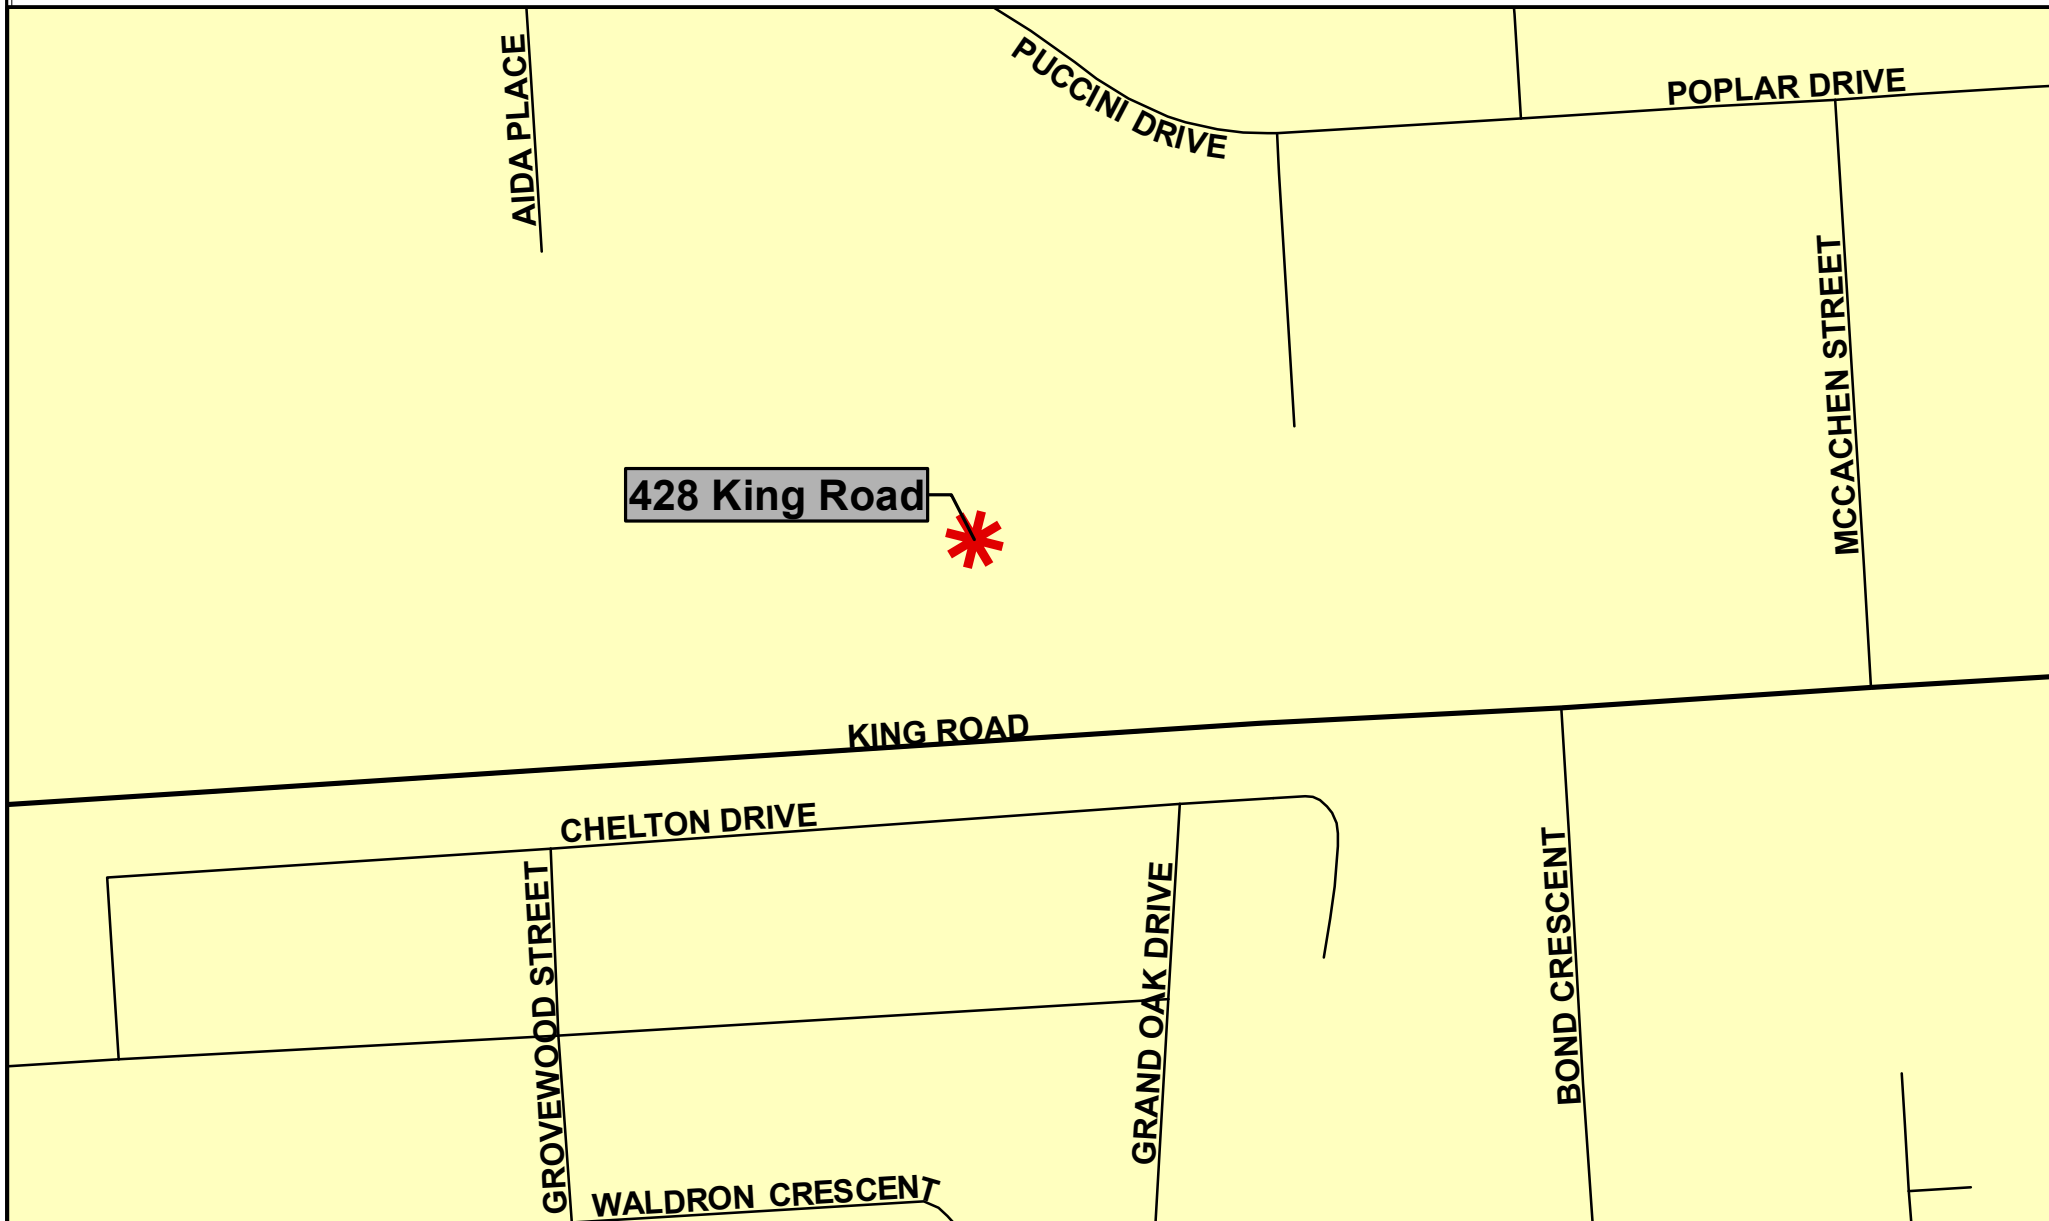 AIDA PLACE
PUCCINI DRIVE
POPLAR DRIVE
MCCACHEN STREET
428 King Road
KING ROAD
CHELTON DRIVE
GROVEWOOD STREET
GRAND OAK DRIVE
BOND CRESCENT
WALDRON CRESCENT